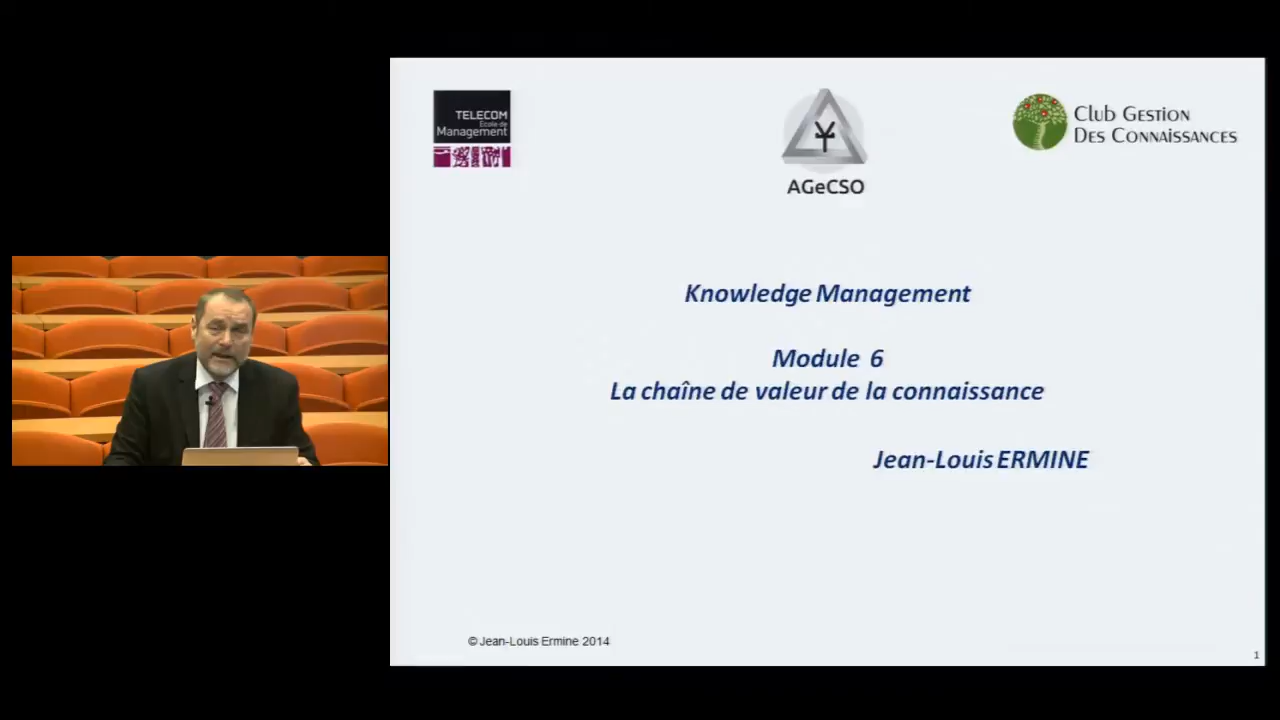 TELECOM
Ecole de
Management
AGeCSO
Club Gestion
Des Connaissances
Knowledge Management
Module 6
La chaîne de valeur de la connaissance
Jean-Louis ERMINE
© Jean-Louis Ermine 2014
1